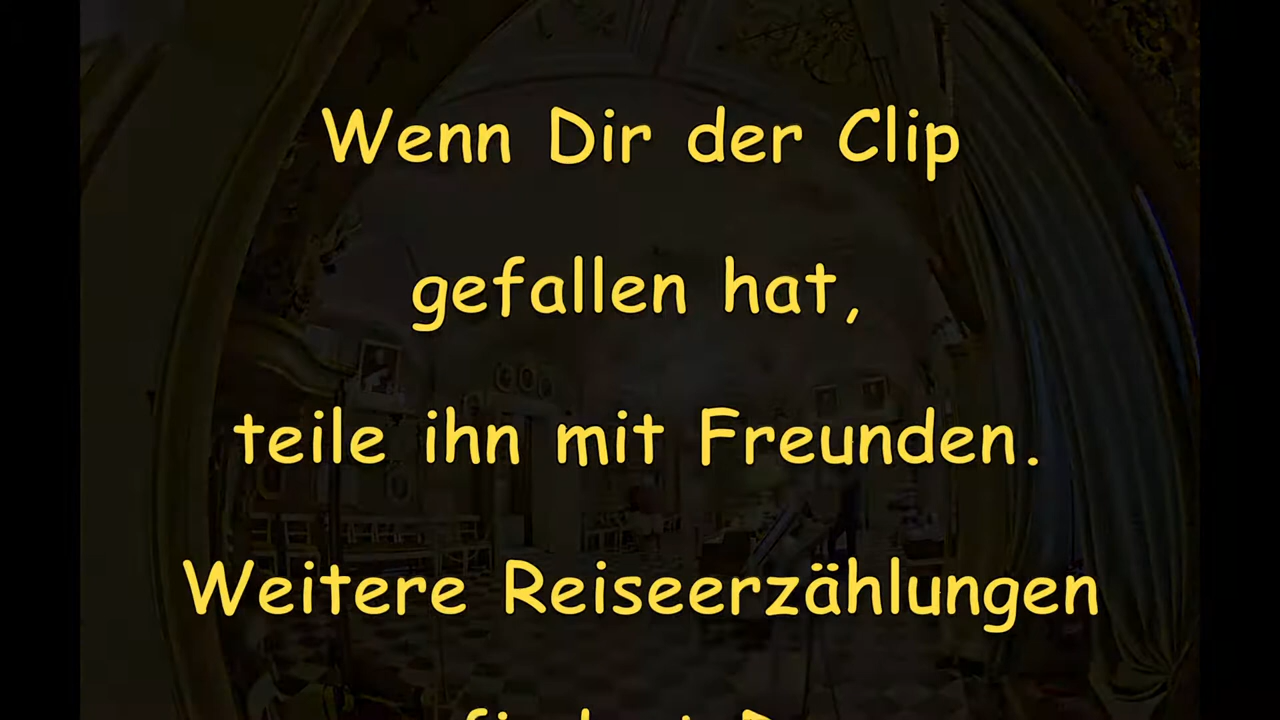 Wenn Dir der Clip
gefallen hat,
teile ihn mit Freunden.
Weitere Reiseerzählungen